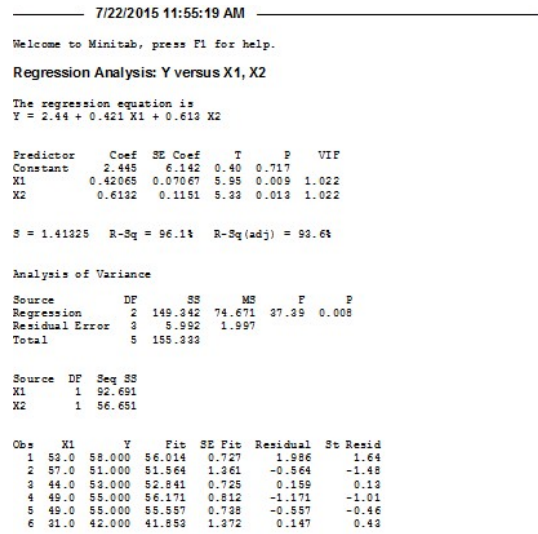 7/22/2015 11:55:19 AM
Welcome to Minitab, press F1 for help.
Regression Analysis: Y versus X1, X2
The regression equation is
Y = 2.44 + 0.421 X1 + 0.613 X2
Predictor Coef SE Coef T P VIF
Constant 2.445 6.142 0.40 0.717
X1 0.42065 0.07067 5.95 0.009 1.022
X2 0.6132 0.1151 5.33 0.013 1.022
S = 1.41325 R-Sq = 96.1% R-Sq(adj) = 93.6%
Analysis of Variance
Source DF SS MS F P
Regression 2 149.342 74.671 37.39 0.008
Residual Error 3 5.992 1.997
Total 5 155.333
Source DF Seq SS
X1 1 92.691
X2 1 56.651
Obs X1 Y Fit SE Fit Residual St Resid
1 53.0 58.000 56.014 0.727 1.986 1.64
2 57.0 51.000 51.564 1.361 -0.564 -1.48
3 44.0 53.000 52.841 0.725 0.159 0.13
4 49.0 55.000 56.171 0.812 -1.171 -1.01
5 49.0 55.000 55.557 0.738 -0.557 -0.46
6 31.0 42.000 41.853 1.372 0.147 0.43